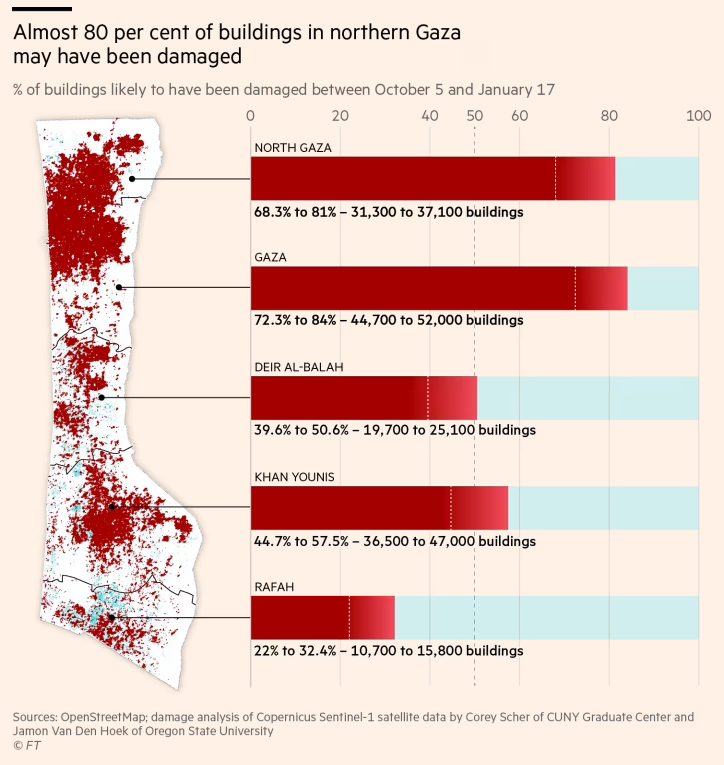 Almost 80 per cent of buildings in northern Gaza
may have been damaged
% of buildings likely to have been damaged between October 5 and January 17
0 20 40 50 60 80 100
NORTH GAZA
68.3% to 81% – 31,300 to 37,100 buildings
GAZA
72.3% to 84% – 44,700 to 52,000 buildings
DEIR AL-BALAH
39.6% to 50.6% – 19,700 to 25,100 buildings
KHAN YOUNIS
44.7% to 57.5% – 36,500 to 47,000 buildings
RAFAH
22% to 32.4% – 10,700 to 15,800 buildings
Sources: OpenStreetMap; damage analysis of Copernicus Sentinel-1 satellite data by Corey Scher of CUNY Graduate Center and
Jamon Van Den Hoek of Oregon State University
© FT